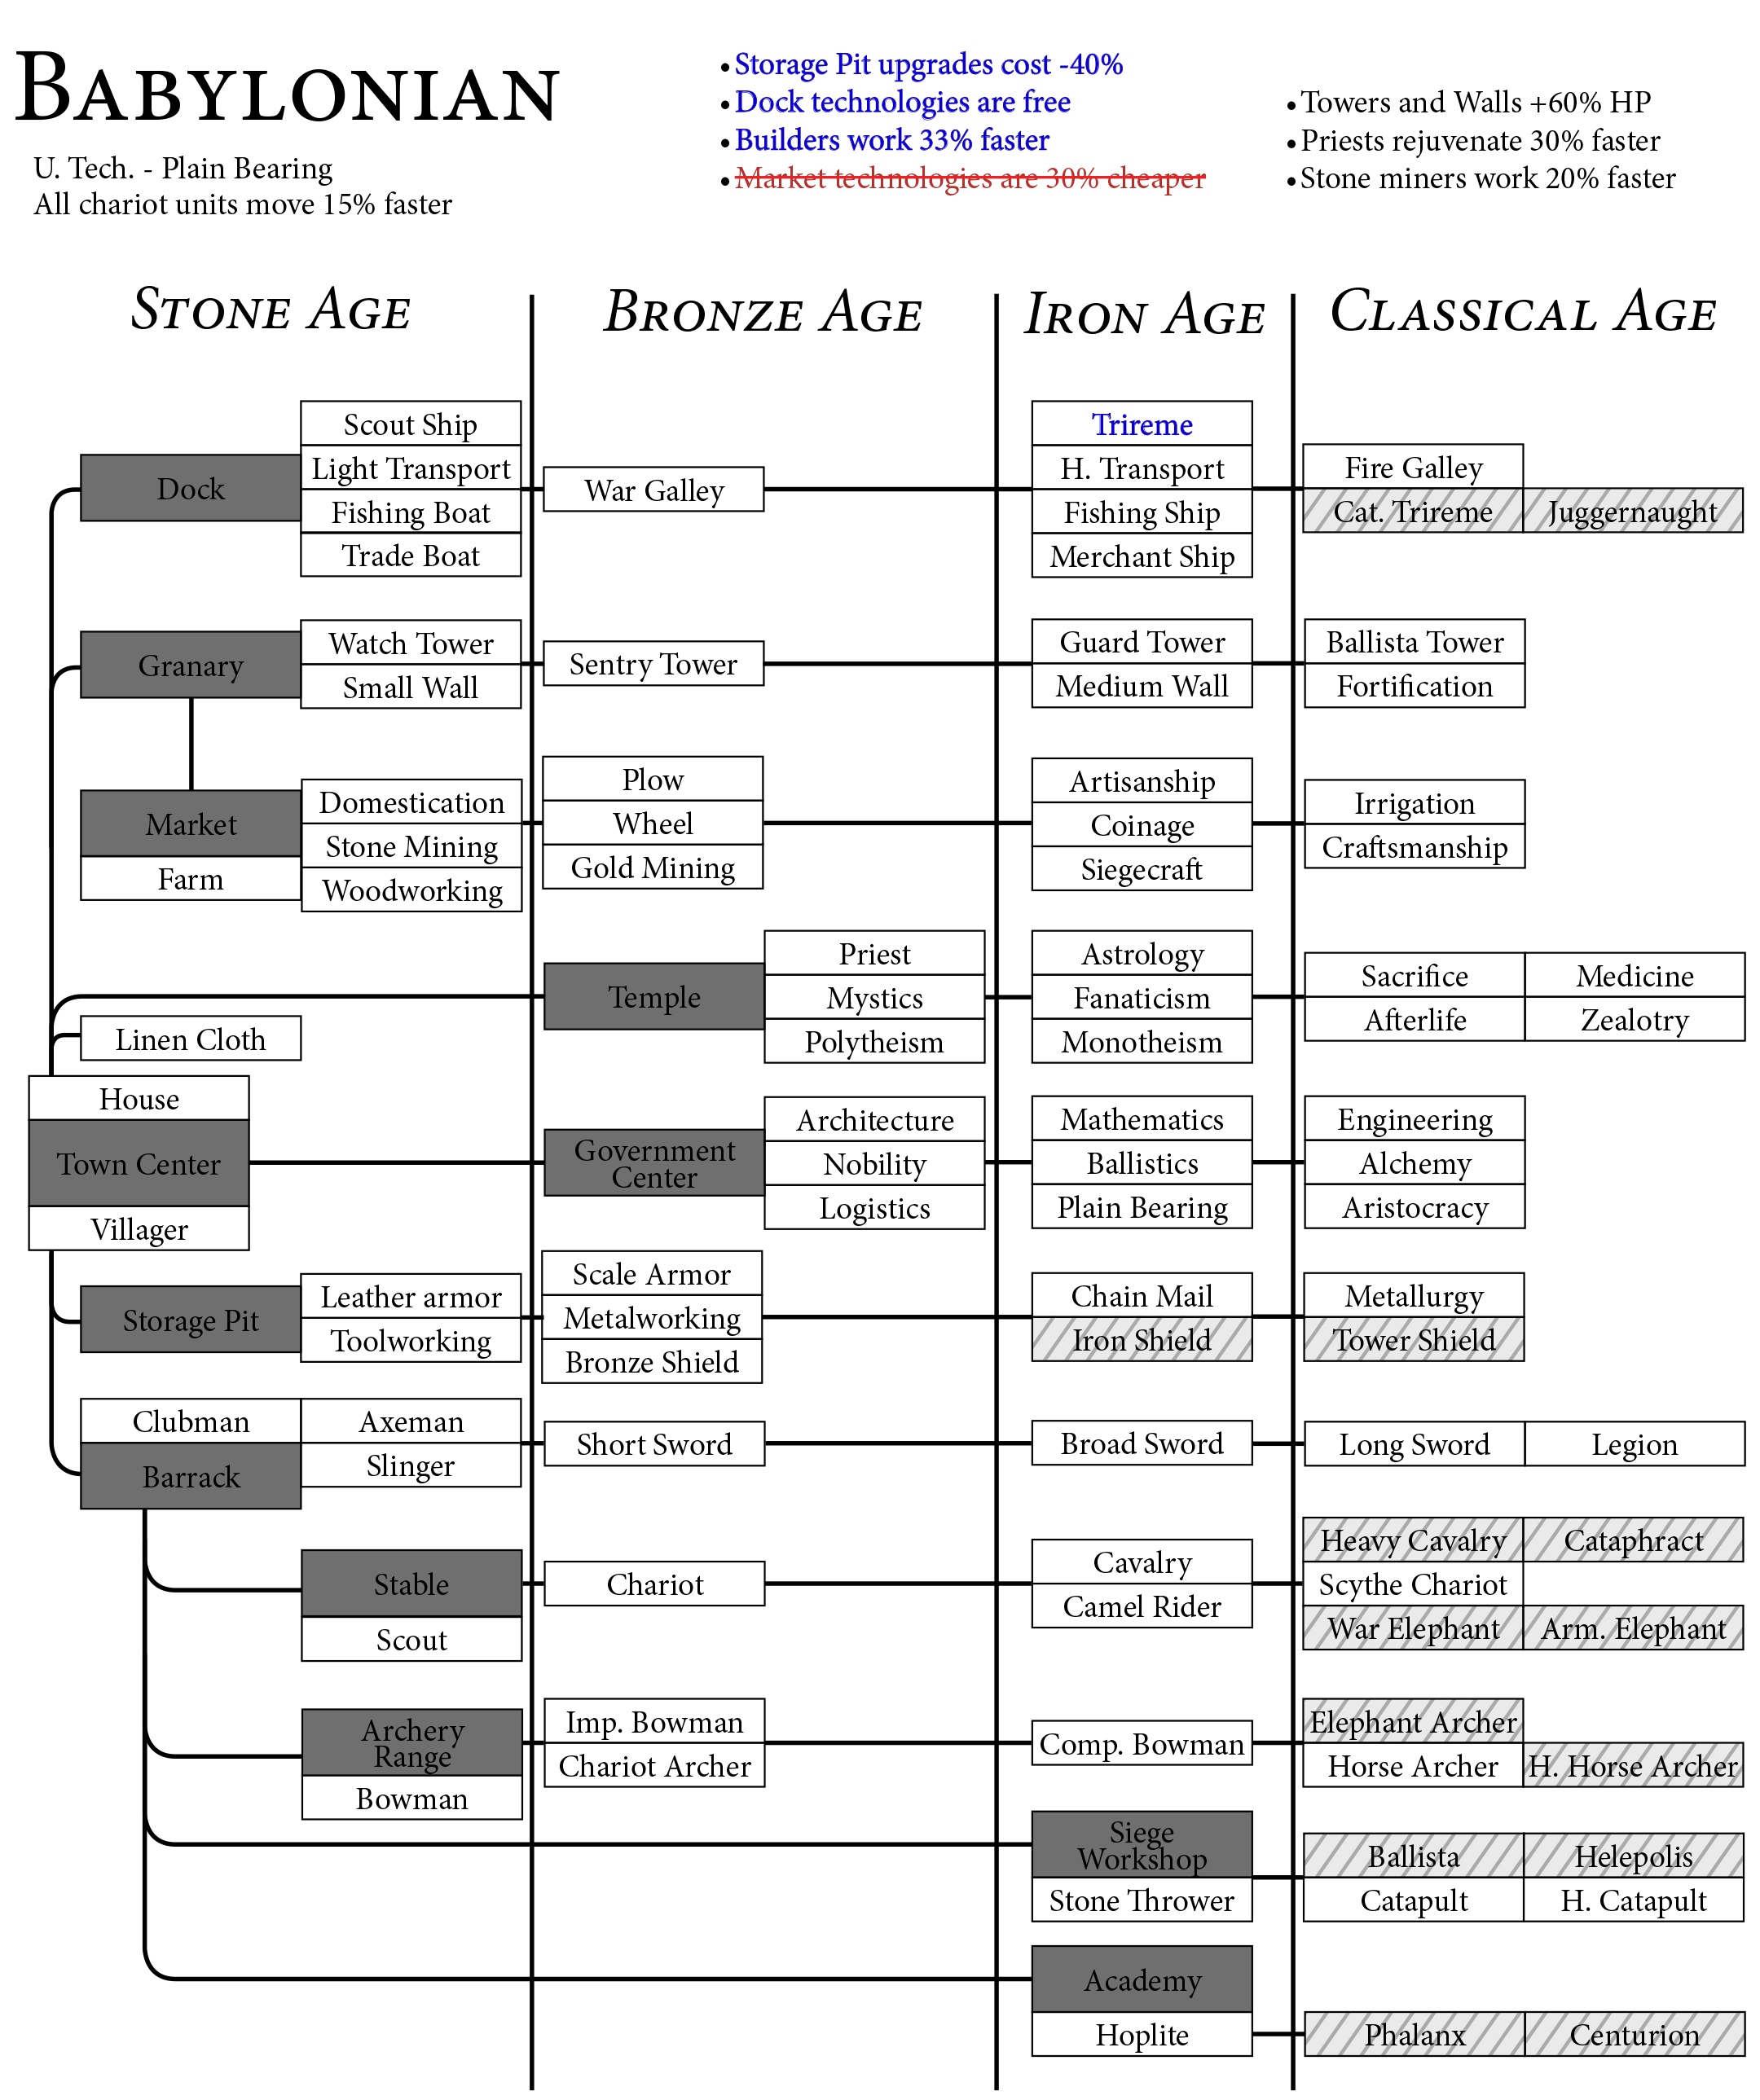 BABYLONIAN
U. Tech. - Plain Bearing
All chariot units move 15% faster
• Storage Pit upgrades cost -40%
• Dock technologies are free
• Builders work 33% faster
• Market technologies are 30% cheaper
• Towers and Walls +60% HP
• Priests rejuvenate 30% faster
• Stone miners work 20% faster
STONE AGE
BRONZE AGE
IRON AGE
CLASSICAL AGE
Dock
Scout Ship
Light Transport
Fishing Boat
Trade Boat
War Galley
Trireme
H. Transport
Fishing Ship
Merchant Ship
Fire Galley
Cat. Trireme
Juggernaught
Granary
Watch Tower
Small Wall
Sentry Tower
Guard Tower
Medium Wall
Ballista Tower
Fortification
Market
Farm
Domestication
Stone Mining
Woodworking
Plow
Wheel
Gold Mining
Artisanship
Coinage
Siegecraft
Irrigation
Craftsmanship
Temple
Priest
Mystics
Polytheism
Astrology
Fanaticism
Monotheism
Sacrifice
Medicine
Afterlife
Zealotry
Linen Cloth
House
Town Center
Villager
Government
Center
Architecture
Nobility
Logistics
Mathematics
Ballistics
Plain Bearing
Engineering
Alchemy
Aristocracy
Storage Pit
Leather armor
Toolworking
Scale Armor
Metalworking
Bronze Shield
Chain Mail
Iron Shield
Metallurgy
Tower Shield
Clubman
Barrack
Axeman
Slinger
Short Sword
Broad Sword
Long Sword
Legion
Stable
Scout
Chariot
Cavalry
Camel Rider
Heavy Cavalry
Cataphract
Scythe Chariot
War Elephant
Arm. Elephant
Archery
Range
Bowman
Imp. Bowman
Chariot Archer
Comp. Bowman
Elephant Archer
Horse Archer
H. Horse Archer
Siege
Workshop
Stone Thrower
Ballista
Helepolis
Catapult
H. Catapult
Academy
Hoplite
Phalanx
Centurion